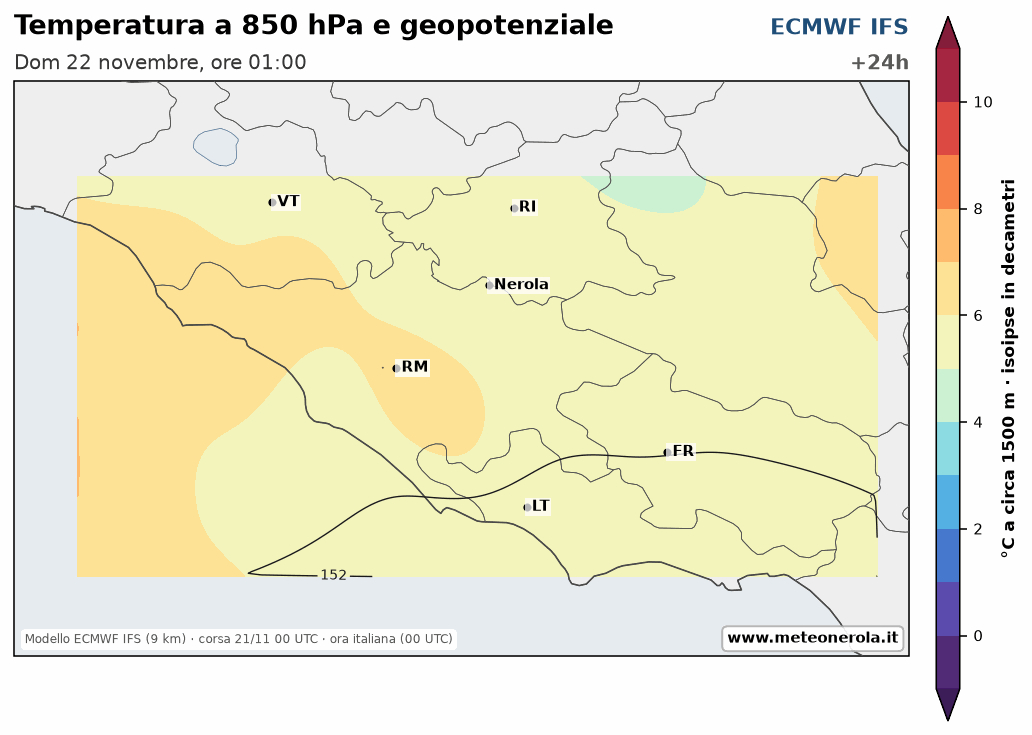 Temperatura a 850 hPa e geopotenziale
ECMWF IFS
Dom 22 novembre, ore 01:00
+24h
VT
RI
Nerola
RM
FR
LT
152
10
8
6
4
2
0
°C a circa 1500 m · isoipse in decametri
Modello ECMWF IFS (9 km) · corsa 21/11 00 UTC · ora italiana (00 UTC)
www.meteonerola.it